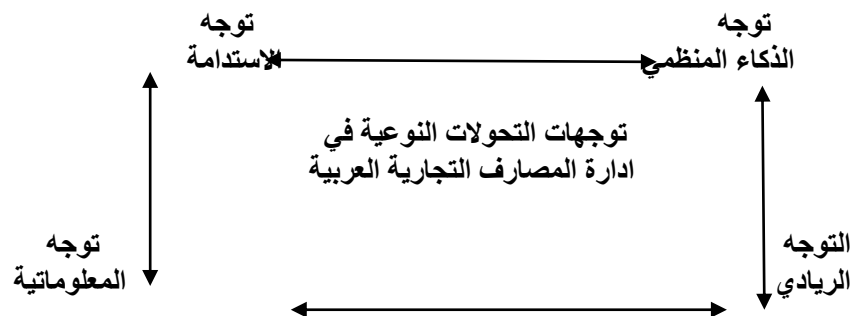 توجه
الذكاء المنظمي
توجه
الاستدامة
توجهات التحولات النوعية في
ادارة المصارف التجارية العربية
التوجه
الريادي
توجه
المعلوماتية